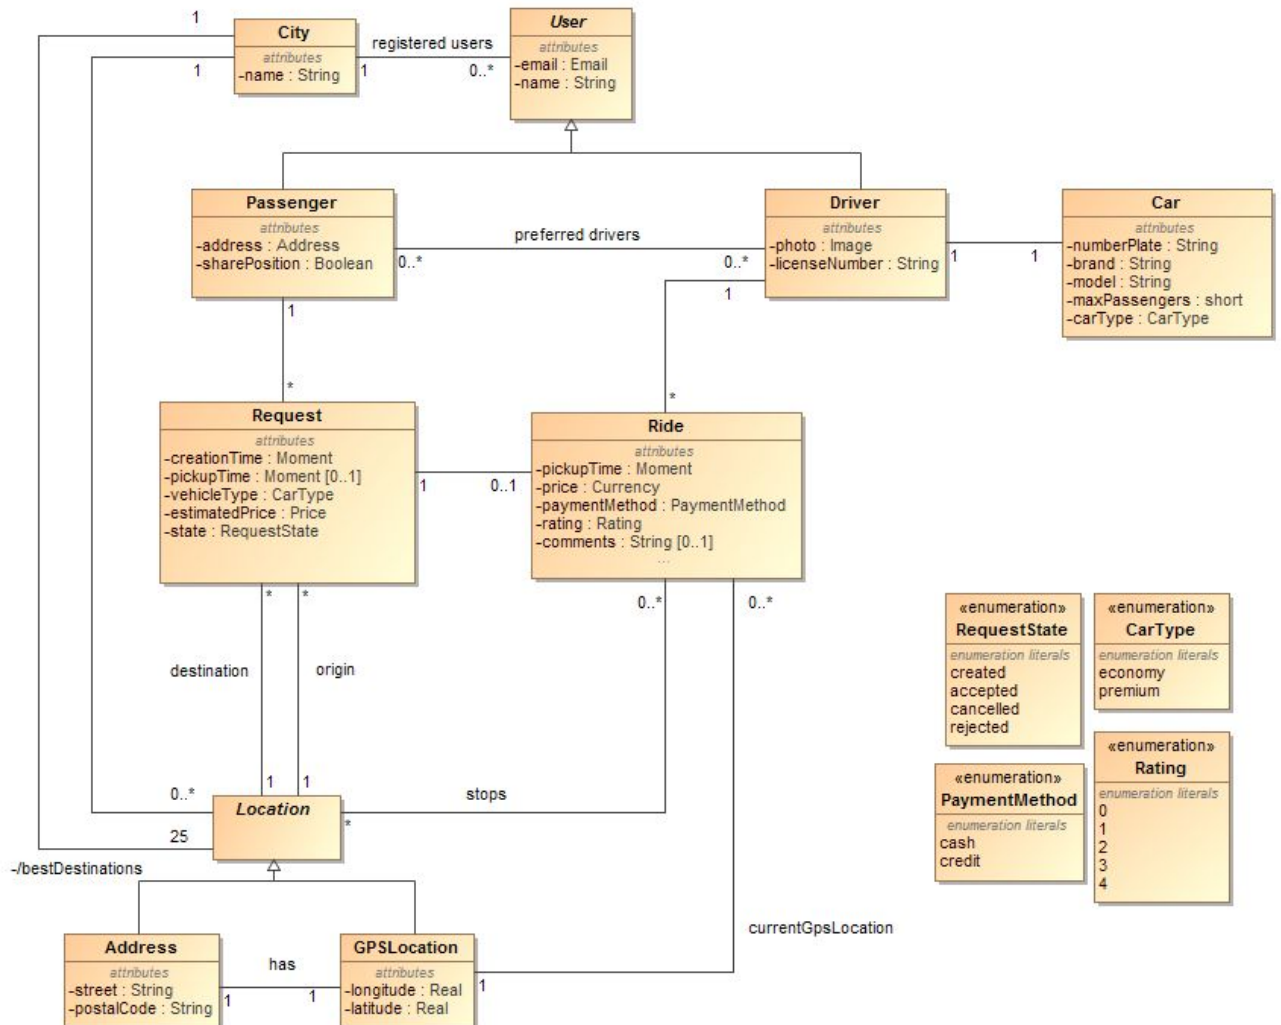 1
City
attributes
-name : String
1
registered users
1
0..*
User
attributes
-email : Email
-name : String
Passenger
attributes
-address : Address
-sharePosition : Boolean
preferred drivers
0..*
0..*
Driver
attributes
-photo : Image
-licenseNumber : String
1
1
Car
attributes
-numberPlate : String
-brand : String
-model : String
-maxPassengers : short
-carType : CarType
1
*
1
*
Request
attributes
-creationTime : Moment
-pickupTime : Moment [0..1]
-vehicleType : CarType
-estimatedPrice : Price
-state : RequestState
1
0..1
Ride
attributes
-pickupTime : Moment
-price : Currency
-paymentMethod : PaymentMethod
-rating : Rating
-comments : String [0..1]
...
*
*
0..*
0..*
destination
origin
«enumeration»
RequestState
enumeration literals
created
accepted
cancelled
rejected
«enumeration»
CarType
enumeration literals
economy
premium
«enumeration»
PaymentMethod
enumeration literals
cash
credit
«enumeration»
Rating
enumeration literals
0
1
2
3
4
1
1
0..*
Location
stops
*
25
-/bestDestinations
currentGpsLocation
Address
attributes
-street : String
-postalCode : String
has
1
1
GPSLocation
attributes
-longitude : Real
-latitude : Real
1